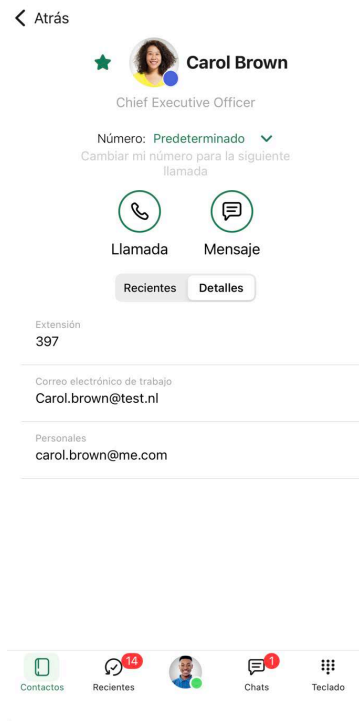 Atrás
Carol Brown
Chief Executive Officer
Número: Predeterminado
Cambiar mi número para la siguiente
llamada
Llamada Mensaje
Recientes Detalles
Extensión
397
Correo electrónico de trabajo
Carol.brown@test.nl
Personales
carol.brown@me.com
14 1
Contactos Recientes Chats Teclado